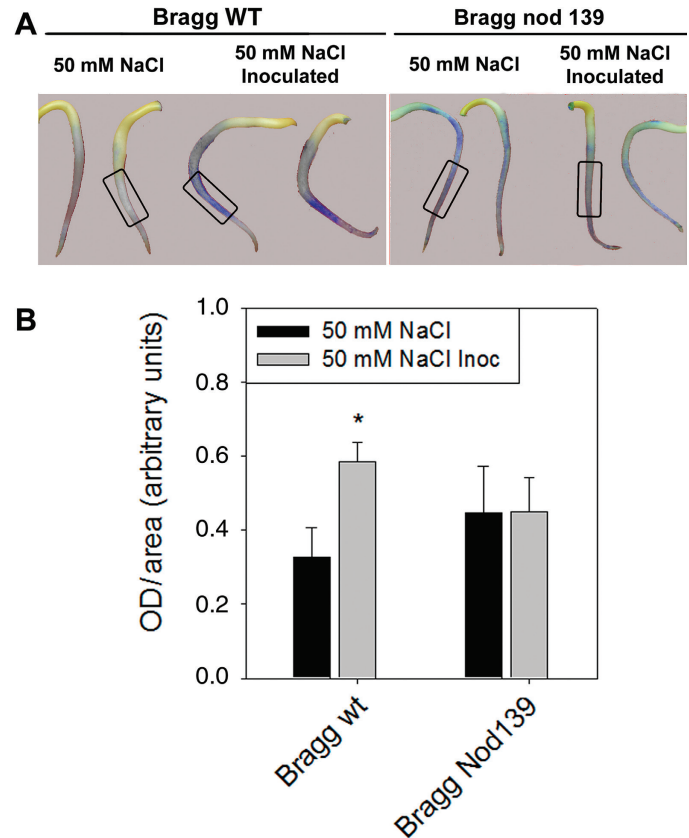 A
Bragg WT
Bragg nod 139
50 mM NaCl
50 mM NaCl
Inoculated
50 mM NaCl
50 mM NaCl
Inoculated
B
OD/area (arbitrary units)
1.0
0.8
0.6
0.4
0.2
0.0
50 mM NaCl
50 mM NaCl Inoc
*
Bragg wt
Bragg Nod139